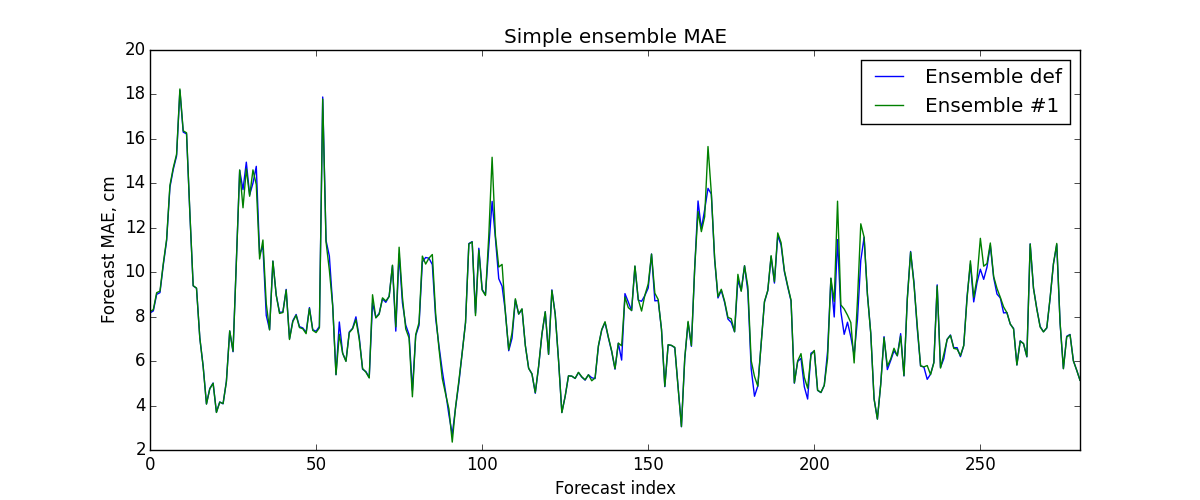 Simple ensemble MAE
Ensemble def
Ensemble #1
Forecast MAE, cm
20
18
16
14
12
10
8
6
4
2
0 50 100 150 200 250
Forecast index